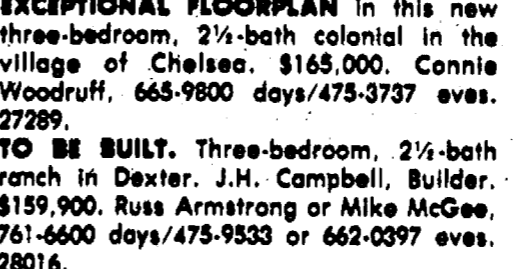 EXCEPTIONAL FLOORPLAN in this new
three-bedroom, 2½-bath colonial in the
village of Chelsea. $165,000. Connie
Woodruff, 665-9800 days/475-3737 eves.
27289.
TO BE BUILT. Three-bedroom, 2½-bath
ranch in Dexter. J.H. Campbell, Builder.
$159,900. Russ Armstrong or Mike McGee,
761-6600 days/475-9533 or 662-0397 eves.
28016.